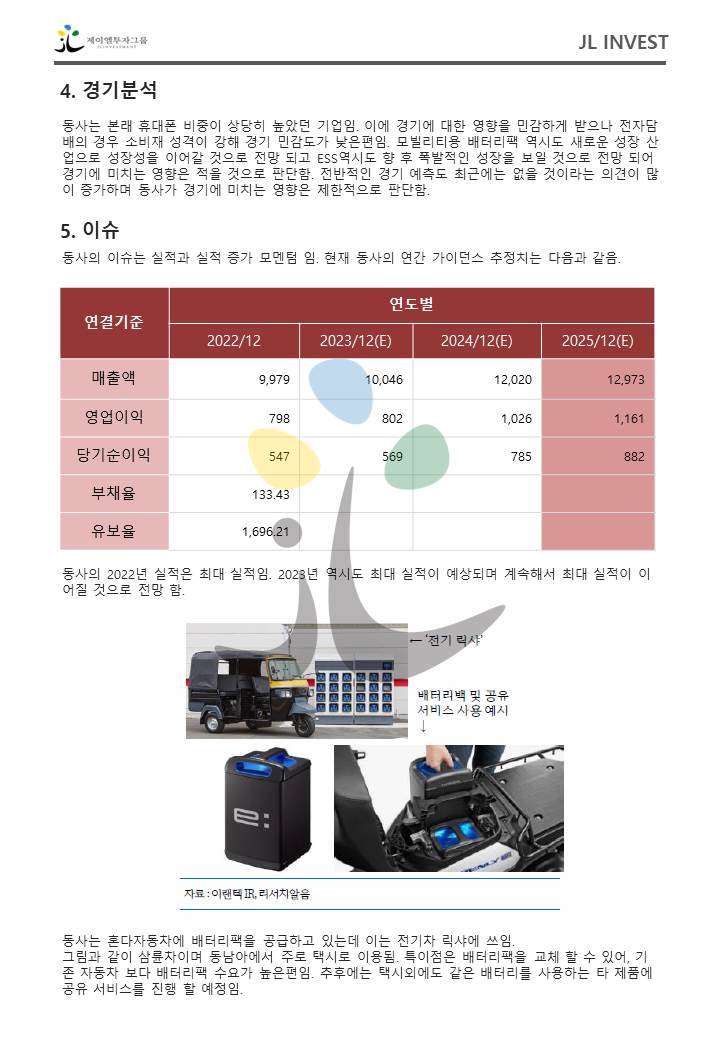 제이엘투자그룹
JLINVESTMENT
JL INVEST
4. 경기분석
동사는 본래 휴대폰 비중이 상당히 높았던 기업임. 이에 경기에 대한 영향을 민감하게 받으나 전자담
배의 경우 소비재 성격이 강해 경기 민감도가 낮은편임. 모빌리티용 배터리팩 역시도 새로운 성장 산
업으로 성장성을 이어갈 것으로 전망 되고 ESS역시도 향 후 폭발적인 성장을 보일 것으로 전망 되어
경기에 미치는 영향은 적을 것으로 판단함. 전반적인 경기 예측도 최근에는 없을 것이라는 의견이 많
이 증가하며 동사가 경기에 미치는 영향은 제한적으로 판단함.
5. 이슈
동사의 이슈는 실적과 실적 증가 모멘텀 임. 현재 동사의 연간 가이던스 추정치는 다음과 같음.
연결기준 연도별
2022/12 2023/12(E) 2024/12(E) 2025/12(E)
매출액 9,979 10,046 12,020 12,973
영업이익 798 802 1,026 1,161
당기순이익 547 569 785 882
부채율 133.43
유보율 1,696.21
동사의 2022년 실적은 최대 실적임. 2023년 역시도 최대 실적이 예상되며 계속해서 최대 실적이 이
어질 것으로 전망 함.
← '전기 릭샤'
배터리백 및 공유
서비스 사용 예시
↓
e:
자료 : 이랜텍 IR, 리서치알음
동사는 혼다자동차에 배터리팩을 공급하고 있는데 이는 전기차 릭샤에 쓰임.
그림과 같이 삼륜차이며 동남아에서 주로 택시로 이용됨. 특이점은 배터리팩을 교체 할 수 있어, 기
존 자동차 보다 배터리팩 수요가 높은편임. 추후에는 택시외에도 같은 배터리를 사용하는 타 제품에
공유 서비스를 진행 할 예정임.